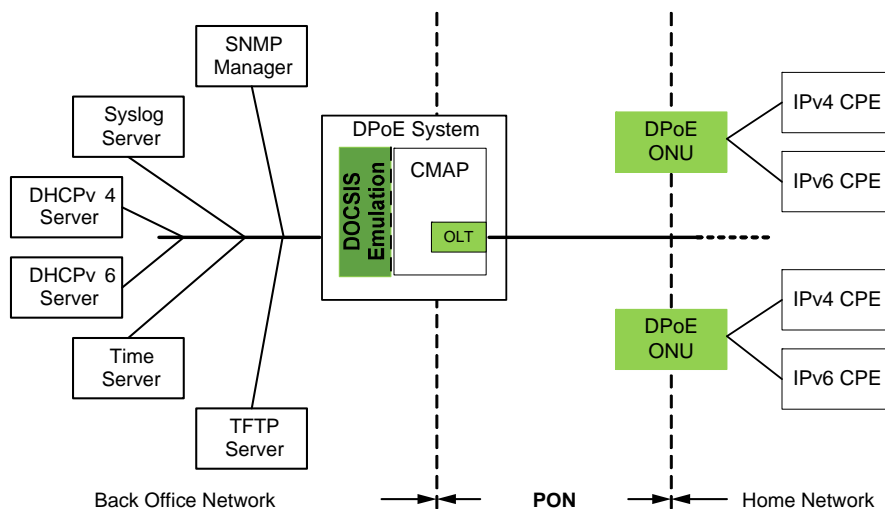 SNMP
Manager
Syslog
Server
DHCPv 4
Server
DHCPv 6
Server
Time
Server
TFTP
Server
DPoE System
DOCSIS
Emulation
CMAP
OLT
DPoE
ONU
IPv4 CPE
IPv6 CPE
DPoE
ONU
IPv4 CPE
IPv6 CPE
Back Office Network
PON
Home Network